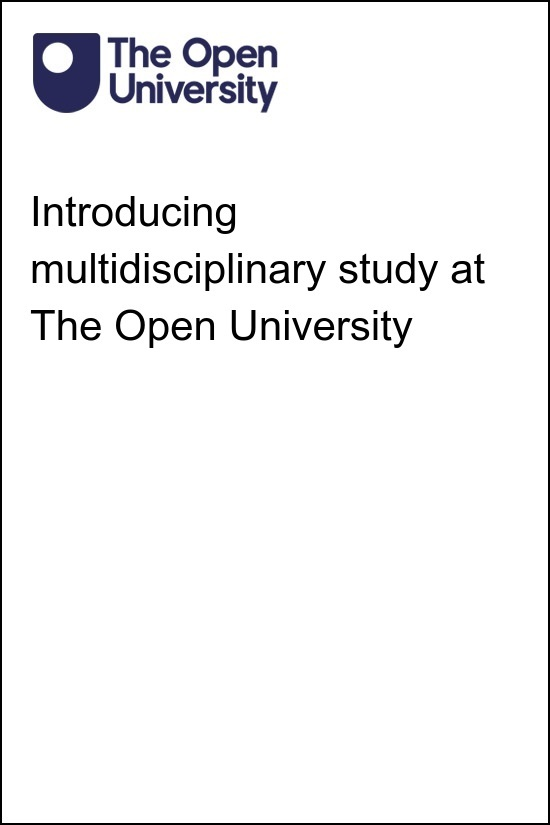 The Open
University
Introducing
multidisciplinary study at
The Open University